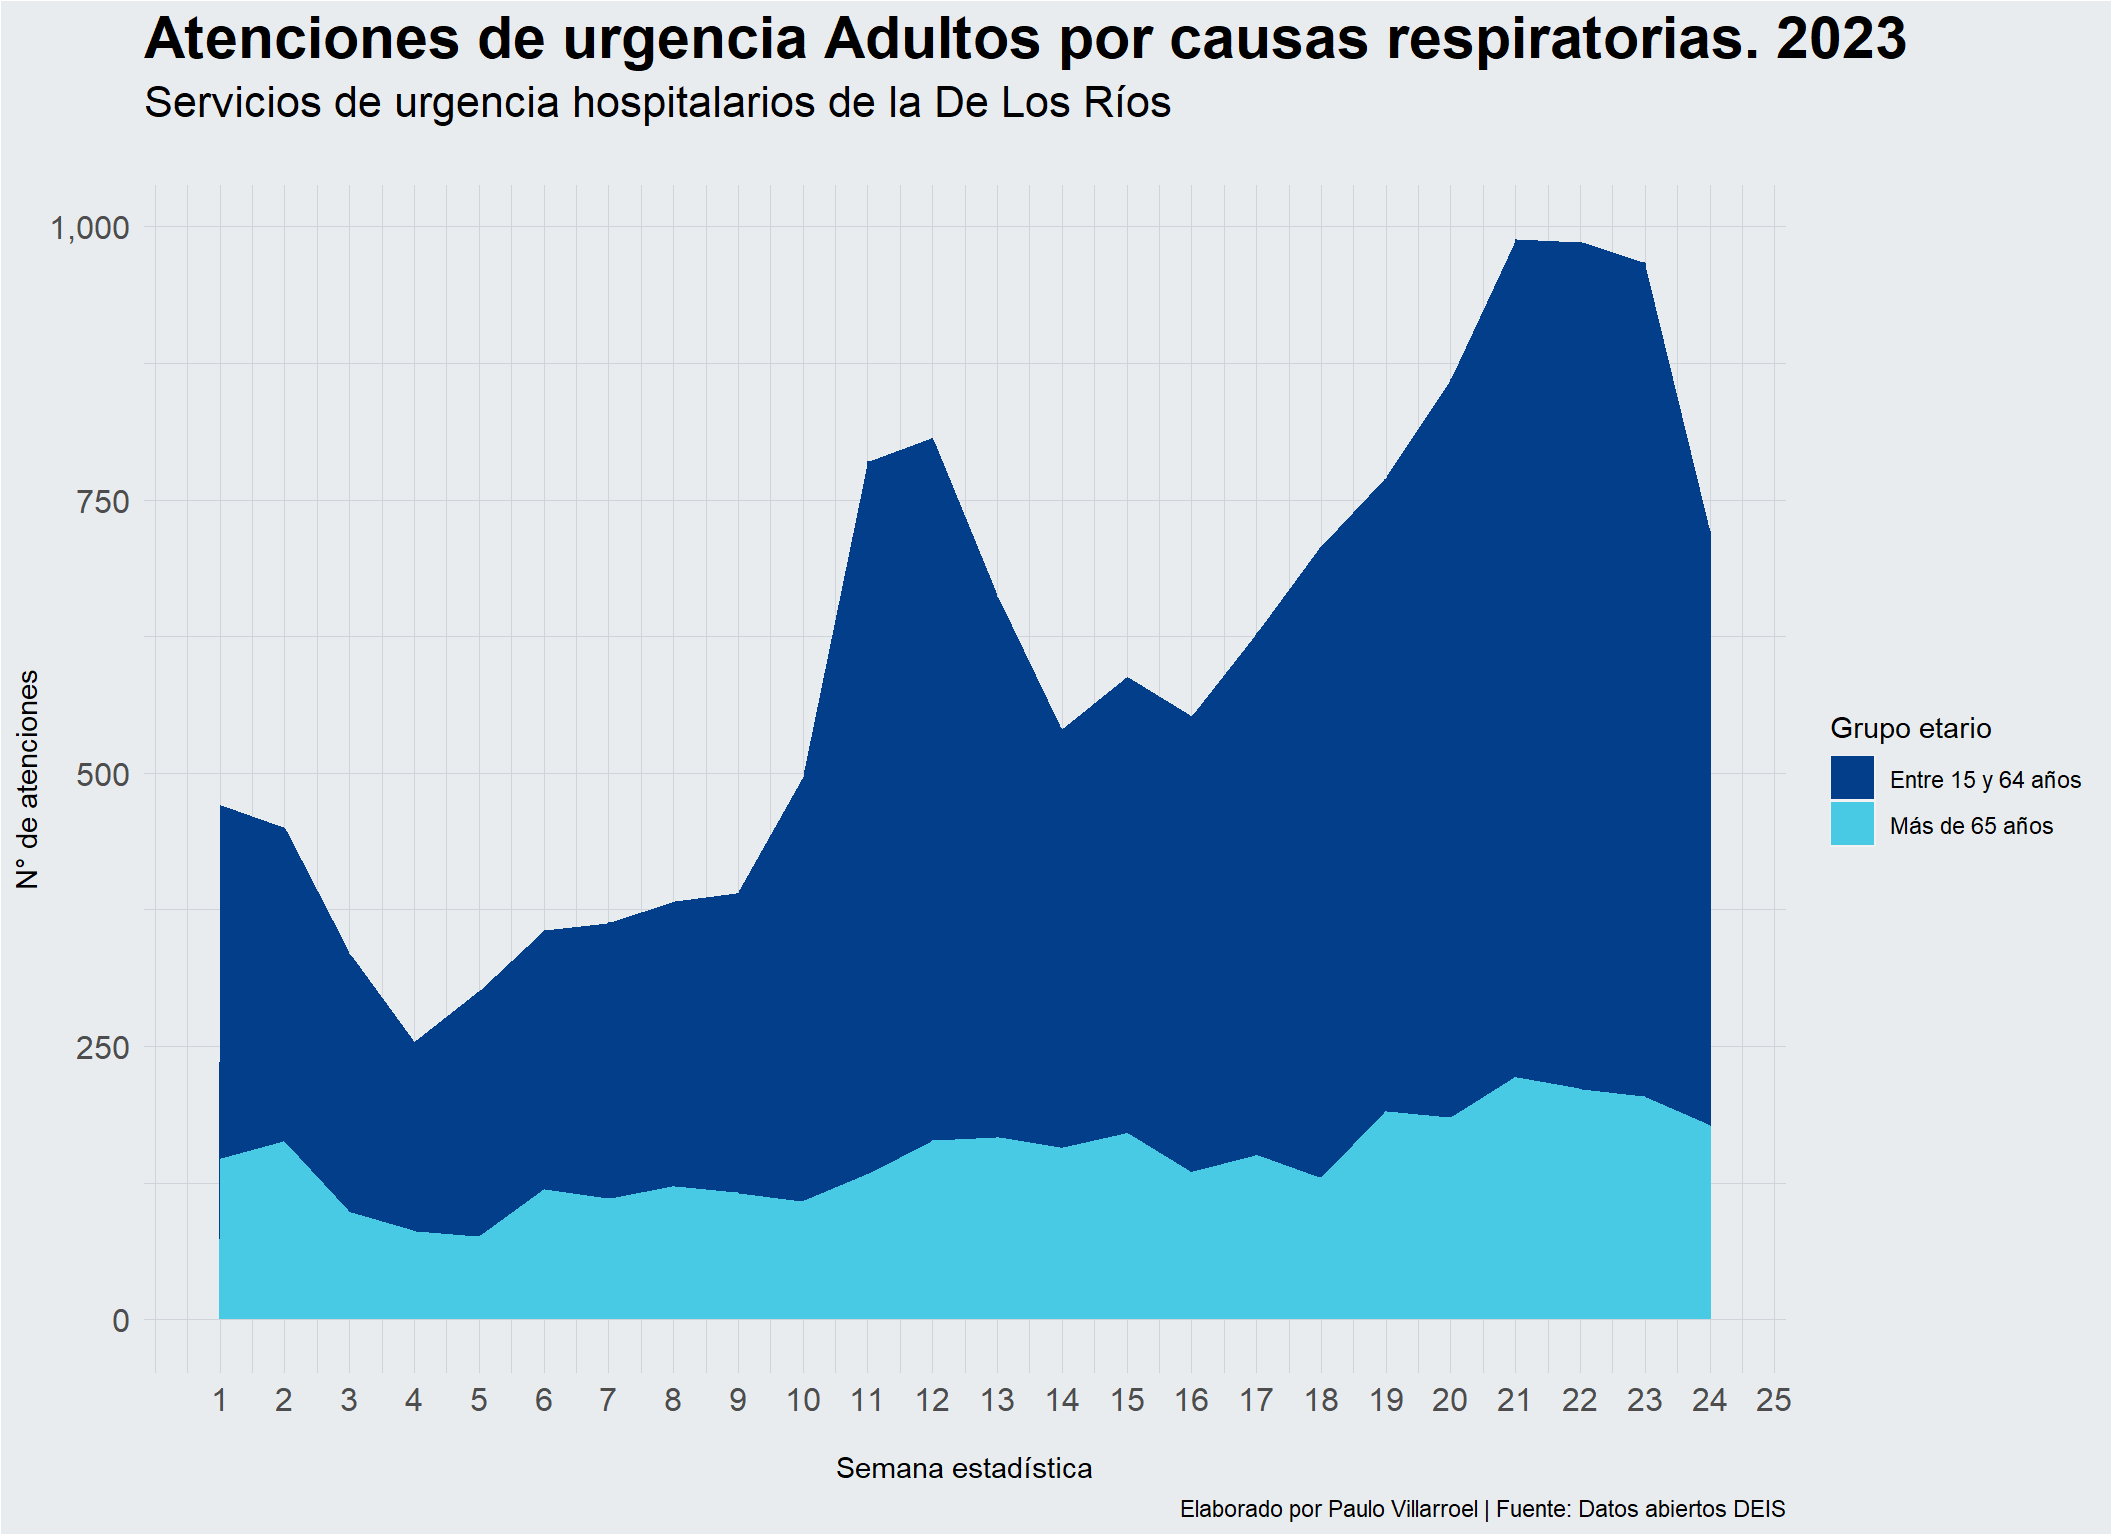 Atenciones de urgencia Adultos por causas respiratorias. 2023
Servicios de urgencia hospitalarios de la De Los Ríos
1,000
750
500
250
0
N° de atenciones
1 2 3 4 5 6 7 8 9 10 11 12 13 14 15 16 17 18 19 20 21 22 23 24 25
Semana estadística
Grupo etario
Entre 15 y 64 años
Más de 65 años
Elaborado por Paulo Villarroel | Fuente: Datos abiertos DEIS